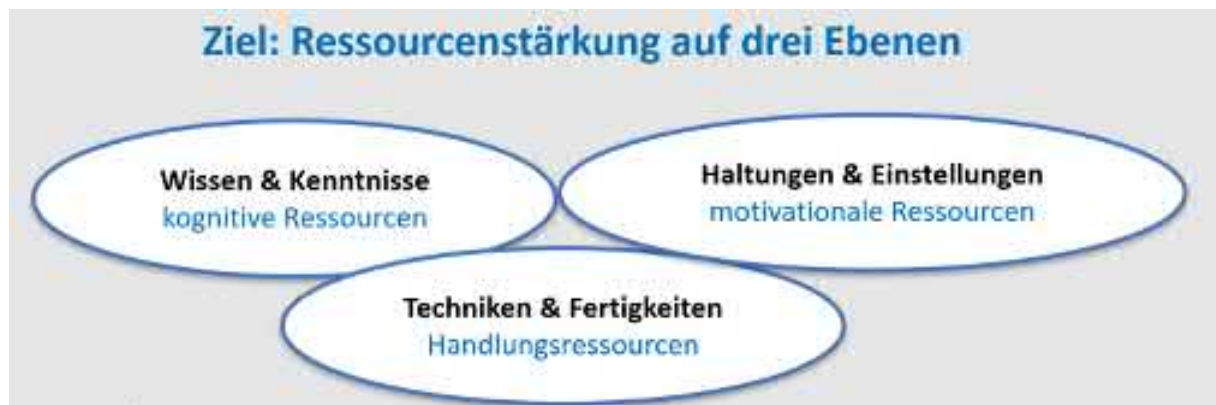 Ziel: Ressourcenstärkung auf drei Ebenen
Wissen & Kenntnisse
kognitive Ressourcen
Haltungen & Einstellungen
motivationale Ressourcen
Techniken & Fertigkeiten
Handlungsressourcen